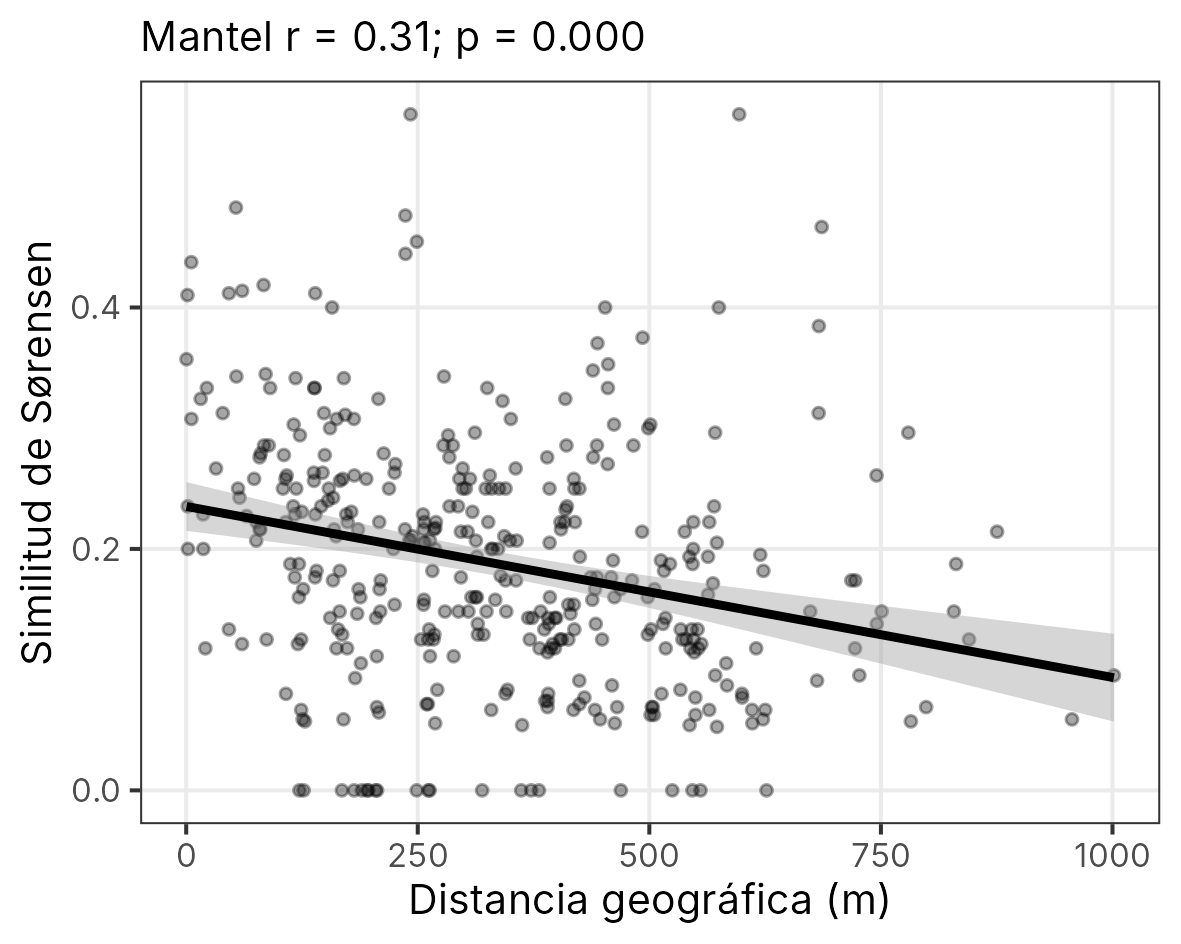 Mantel r = 0.31; p = 0.000
Similitud de Sørensen
0.4
0.2
0.0
0
250
500
750
1000
Distancia geográfica (m)